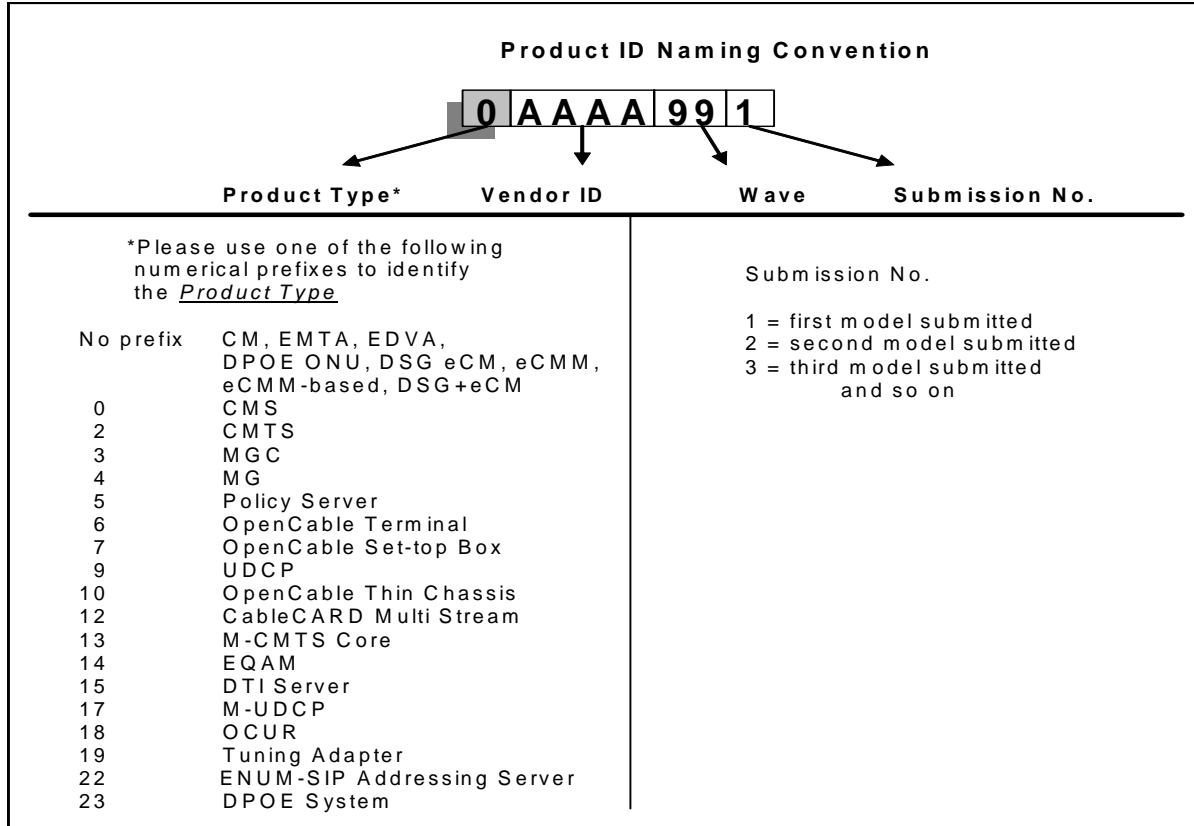 Product ID Naming Convention
0 AAAA 99 1
Product Type* Vendor ID Wave Submission No.
*Please use one of the following
numerical prefixes to identify
the Product Type
No prefix CM, EMTA, EDVA,
DPOE ONU, DSG eCM, eCMM,
eCMM-based, DSG+eCM
0 CMS
2 CMTS
3 MGC
4 MG
5 Policy Server
6 OpenCable Terminal
7 OpenCable Set-top Box
9 UDCP
10 OpenCable Thin Chassis
12 CableCARD Multi Stream
13 M-CMTS Core
14 EQAM
15 DTI Server
17 M-UDCP
18 OCUR
19 Tuning Adapter
22 ENUM-SIP Addressing Server
23 DPOE System
Submission No.
1 = first model submitted
2 = second model submitted
3 = third model submitted
and so on